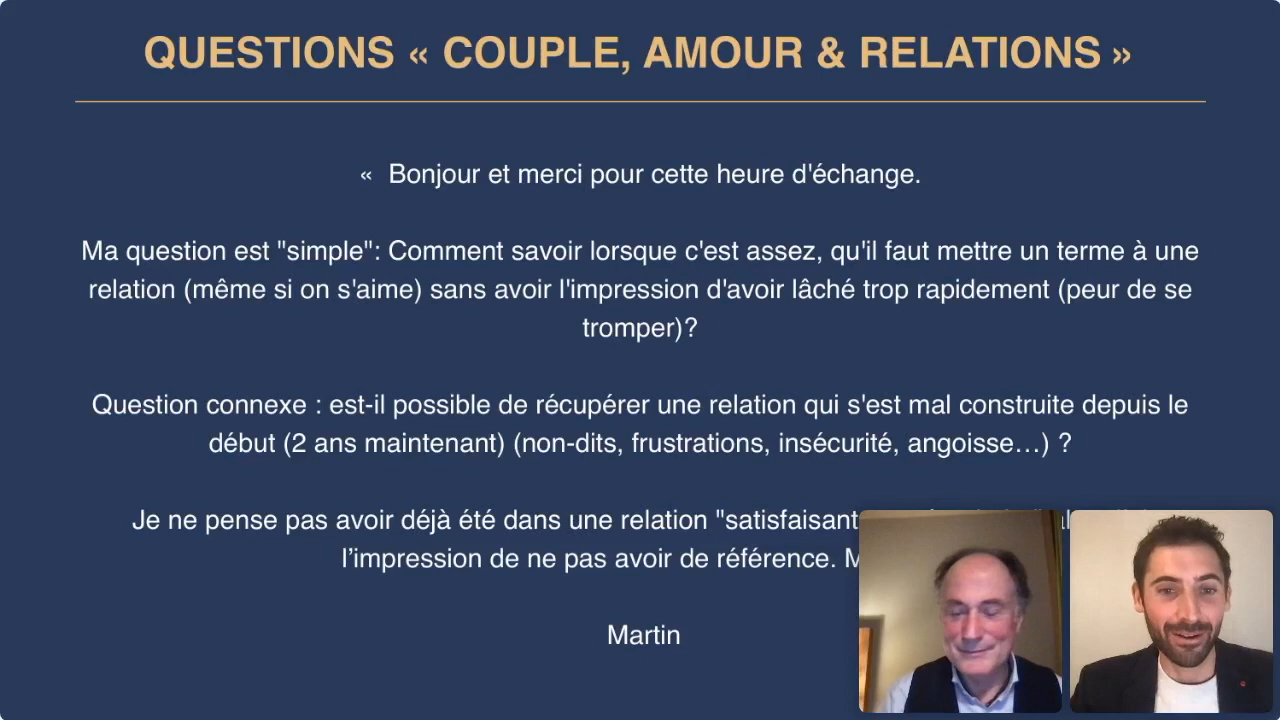 QUESTIONS « COUPLE, AMOUR & RELATIONS »
« Bonjour et merci pour cette heure d'échange.
Ma question est "simple": Comment savoir lorsque c'est assez, qu'il faut mettre un terme à une
relation (même si on s'aime) sans avoir l'impression d'avoir lâché trop rapidement (peur de se
tromper)?
Question connexe : est-il possible de récupérer une relation qui s'est mal construite depuis le
début (2 ans maintenant) (non-dits, frustrations, insécurité, angoisse…) ?
Je ne pense pas avoir déjà été dans une relation "satisfaisant
l’impression de ne pas avoir de référence.
Martin